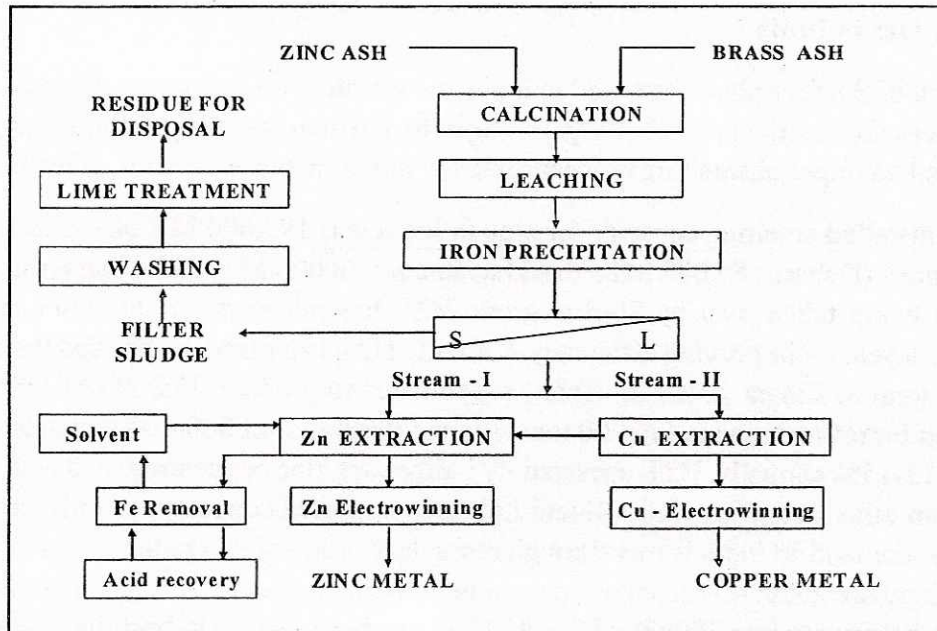 ZINC ASH
BRASS ASH
RESIDUE FOR
DISPOSAL
CALCINATION
LIME TREATMENT
LEACHING
WASHING
IRON PRECIPITATION
FILTER
SLUDGE
S
L
Stream - I
Stream - II
Solvent
Zn EXTRACTION
Cu EXTRACTION
Fe Removal
Zn Electrowinning
Cu - Electrowinning
Acid recovery
ZINC METAL
COPPER METAL